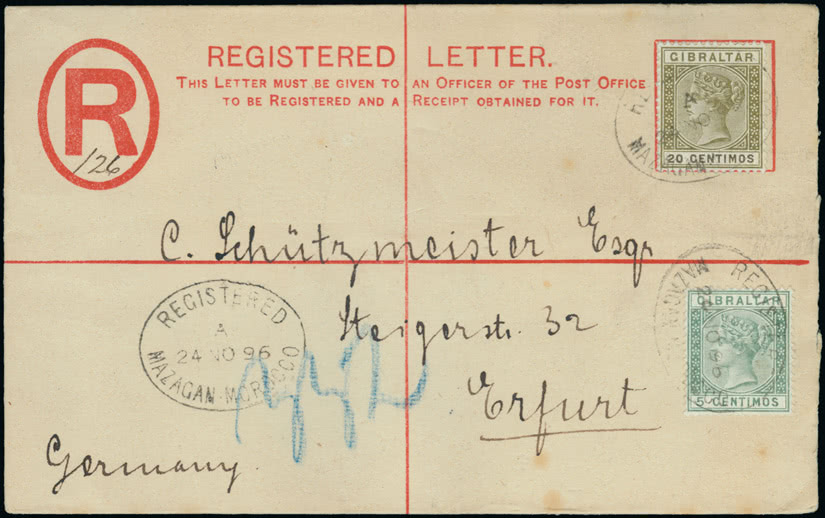 REGISTERED LETTER.
THIS LETTER MUST BE GIVEN TO AN OFFICER OF THE POST OFFICE
TO BE REGISTERED AND A RECEIPT OBTAINED FOR IT.
R
126
GIBRALTAR
20 CENTIMOS
MAZAGAN
C. Schützmeister Esqr
Steigerstr. 32
Erfurt
Germany.
REGISTERED
A
24 NO 96
MAZAGAN-MOROCCO
GIBRALTAR
5 CENTIMOS